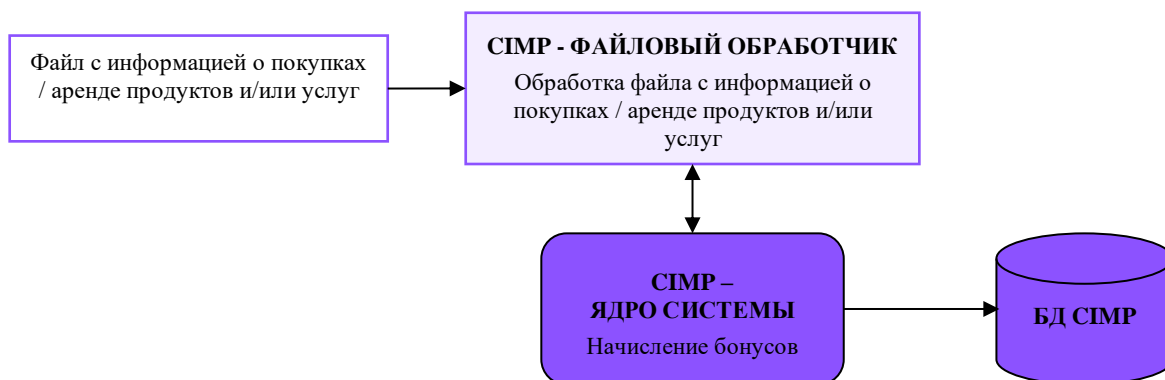 Файл с информацией о покупках
/ аренде продуктов и/или услуг
CIMP - ФАЙЛОВЫЙ ОБРАБОТЧИК
Обработка файла с информацией о
покупках / аренде продуктов и/или
услуг
CIMP –
ЯДРО СИСТЕМЫ
Начисление бонусов
БД CIMP